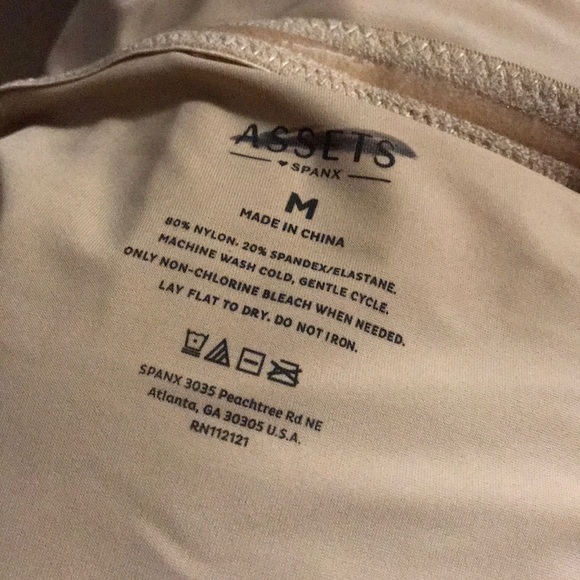 ASSETS
SPANX
M
MADE IN CHINA
80% NYLON. 20% SPANDEX/ELASTANE.
MACHINE WASH COLD, GENTLE CYCLE.
ONLY NON-CHLORINE BLEACH WHEN NEEDED.
LAY FLAT TO DRY. DO NOT IRON.
SPANX 3035 Peachtree Rd NE
Atlanta, GA 30305 U.S.A.
RN112121